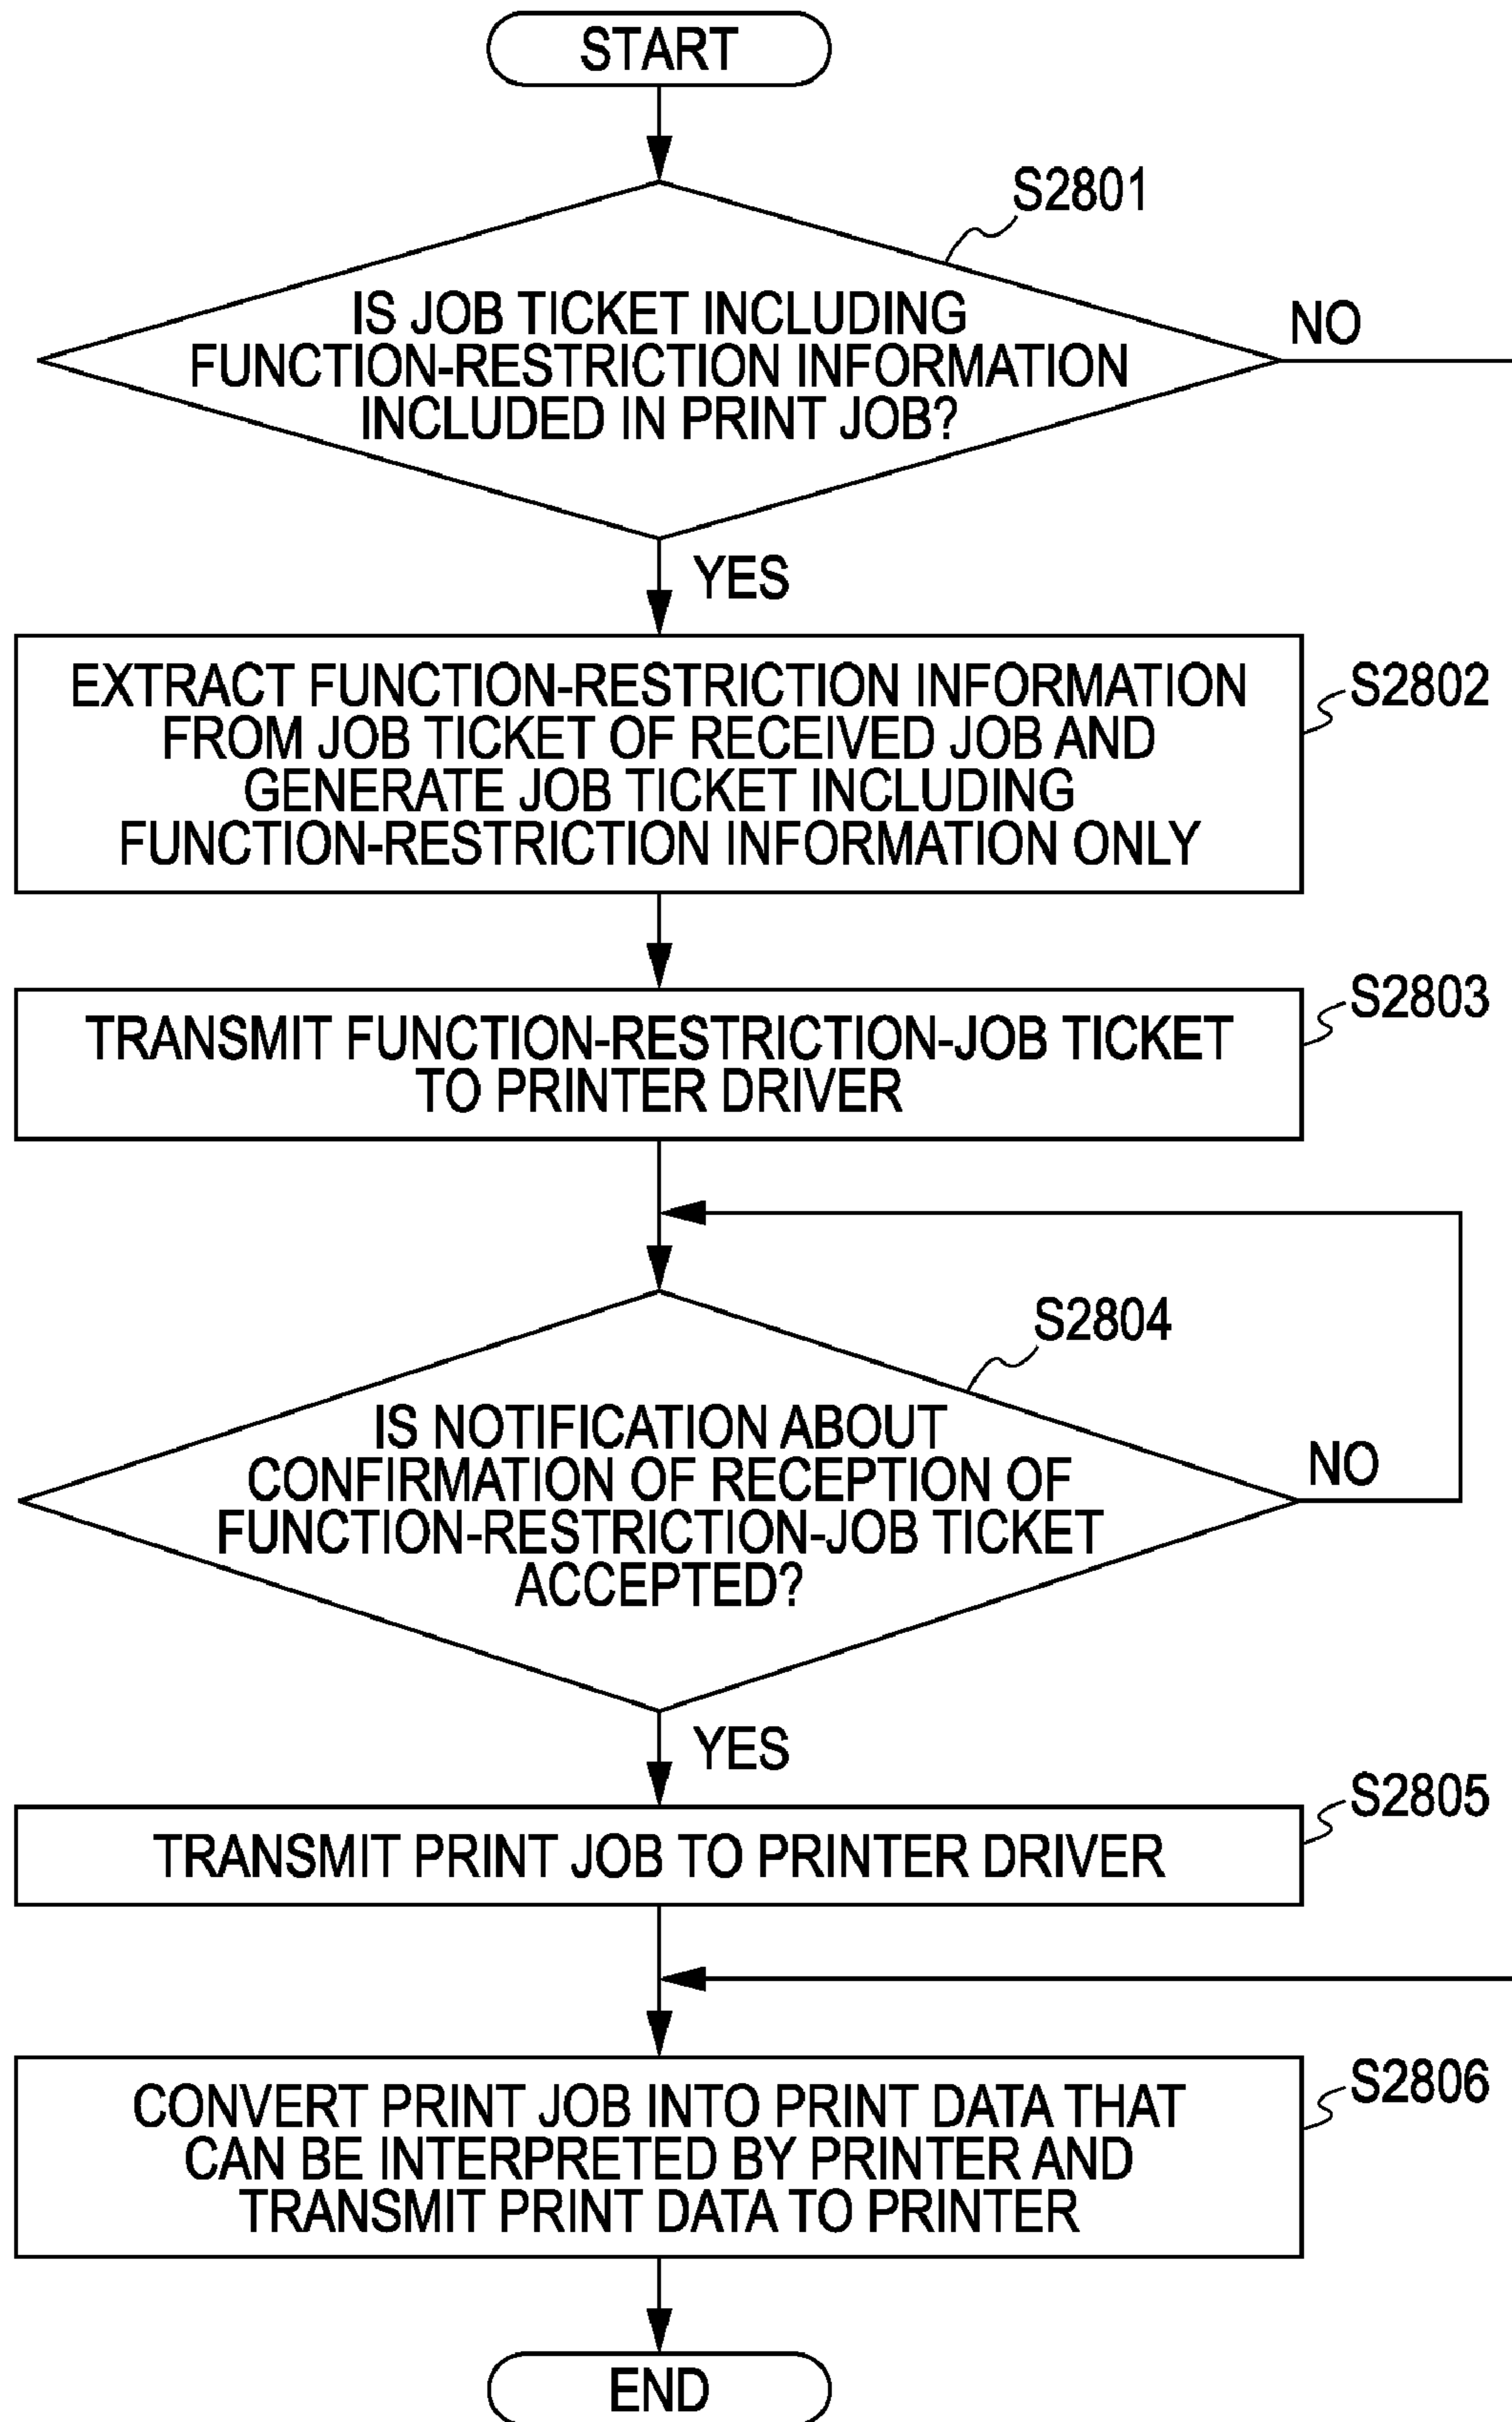 START
S2801
IS JOB TICKET INCLUDING
FUNCTION-RESTRICTION INFORMATION
INCLUDED IN PRINT JOB?
NO
YES
EXTRACT FUNCTION-RESTRICTION INFORMATION
FROM JOB TICKET OF RECEIVED JOB AND
GENERATE JOB TICKET INCLUDING
FUNCTION-RESTRICTION INFORMATION ONLY
S2802
TRANSMIT FUNCTION-RESTRICTION-JOB TICKET
TO PRINTER DRIVER
S2803
S2804
IS NOTIFICATION ABOUT
CONFIRMATION OF RECEPTION OF
FUNCTION-RESTRICTION-JOB TICKET
ACCEPTED?
NO
YES
TRANSMIT PRINT JOB TO PRINTER DRIVER
S2805
CONVERT PRINT JOB INTO PRINT DATA THAT
CAN BE INTERPRETED BY PRINTER AND
TRANSMIT PRINT DATA TO PRINTER
S2806
END